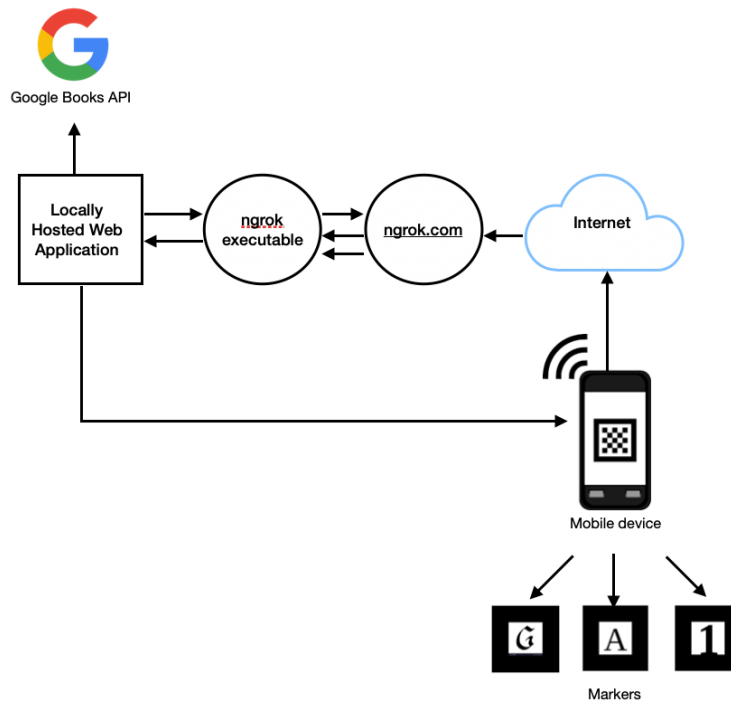 Google Books API
Locally
Hosted Web
Application
ngrok
executable
ngrok.com
Internet
Mobile device
G
A
1
Markers